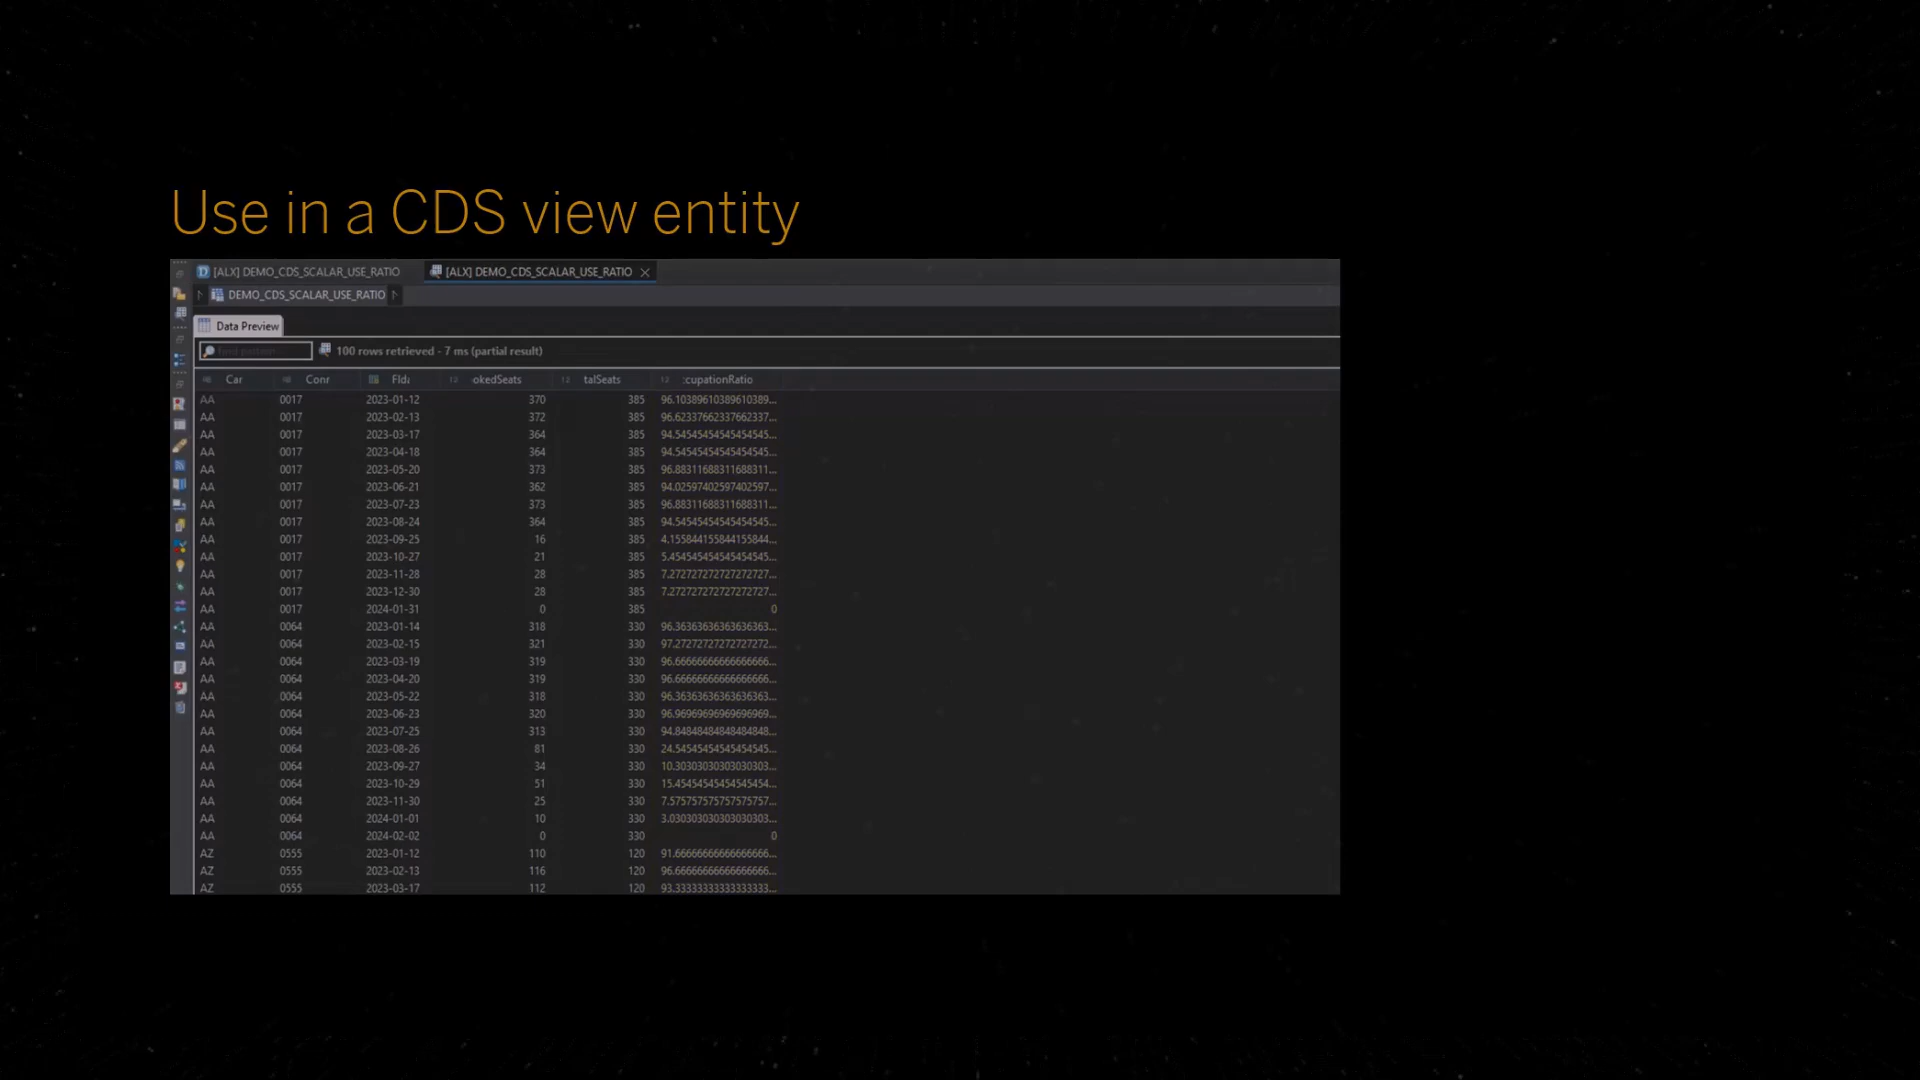 Use in a CDS view entity
[ALX] DEMO_CDS_SCALAR_USE_RATIO [ALX] DEMO_CDS_SCALAR_USE_RATIO
DEMO_CDS_SCALAR_USE_RATIO
Data Preview
100 rows retrieved - 7 ms (partial result)
Car Conr Flda okedSeats talSeats cupationRatio
AA 0017 2023-01-12 370 385 96.10389610389610389...
AA 0017 2023-02-13 372 385 96.62337662337662337...
AA 0017 2023-03-17 364 385 94.54545454545454545...
AA 0017 2023-04-18 364 385 94.54545454545454545...
AA 0017 2023-05-20 373 385 96.88311688311688311...
AA 0017 2023-06-21 362 385 94.02597402597402597...
AA 0017 2023-07-23 373 385 96.88311688311688311...
AA 0017 2023-08-24 364 385 94.54545454545454545...
AA 0017 2023-09-25 16 385 4.155844155844155844...
AA 0017 2023-10-27 21 385 5.454545454545454545...
AA 0017 2023-11-28 28 385 7.272727272727272727...
AA 0017 2023-12-30 28 385 7.272727272727272727...
AA 0017 2024-01-31 0 385 0
AA 0064 2023-01-14 318 330 96.36363636363636363...
AA 0064 2023-02-15 321 330 97.27272727272727272...
AA 0064 2023-03-19 319 330 96.66666666666666666...
AA 0064 2023-04-20 319 330 96.66666666666666666...
AA 0064 2023-05-22 318 330 96.36363636363636363...
AA 0064 2023-06-23 320 330 96.96969696969696969...
AA 0064 2023-07-25 313 330 94.84848484848484848...
AA 0064 2023-08-26 81 330 24.54545454545454545...
AA 0064 2023-09-27 34 330 10.30303030303030303...
AA 0064 2023-10-29 51 330 15.45454545454545454...
AA 0064 2023-11-30 25 330 7.575757575757575757...
AA 0064 2024-01-01 10 330 3.030303030303030303...
AA 0064 2024-02-02 0 330 0
AZ 0555 2023-01-12 110 120 91.66666666666666666...
AZ 0555 2023-02-13 116 120 96.66666666666666666...
AZ 0555 2023-03-17 112 120 93.33333333333333333...